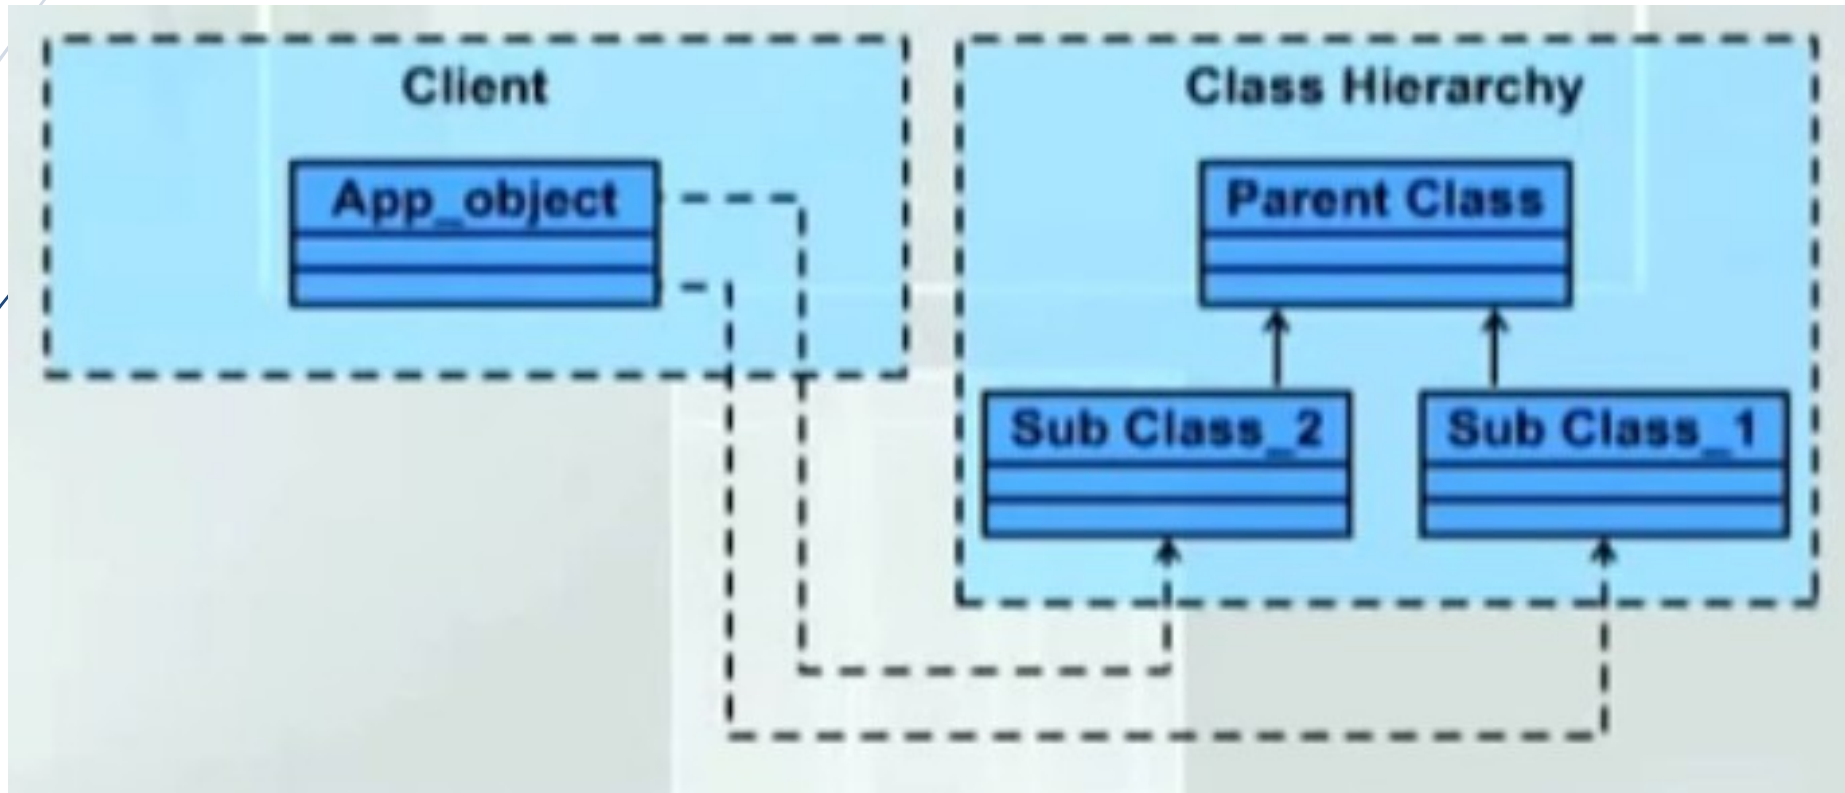 Client
App_object
Class Hierarchy
Parent Class
Sub Class_2
Sub Class_1